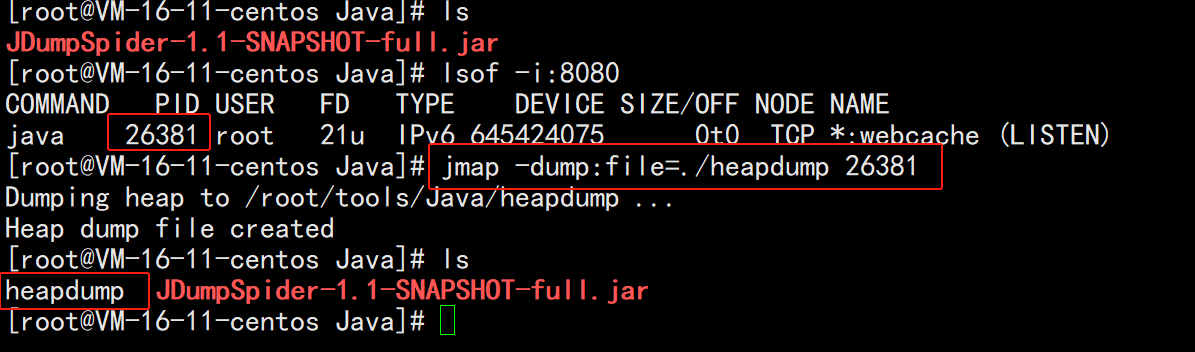 [root@VM-16-11-centos Java]# ls
JDumpSpider-1.1-SNAPSHOT-full.jar
[root@VM-16-11-centos Java]# lsof -i:8080
COMMAND   PID USER   FD   TYPE    DEVICE SIZE/OFF NODE NAME
java    26381 root   21u  IPv6 645424075      0t0  TCP *:webcache (LISTEN)
[root@VM-16-11-centos Java]# jmap -dump:file=./heapdump 26381
Dumping heap to /root/tools/Java/heapdump ...
Heap dump file created
[root@VM-16-11-centos Java]# ls
heapdump  JDumpSpider-1.1-SNAPSHOT-full.jar
[root@VM-16-11-centos Java]#